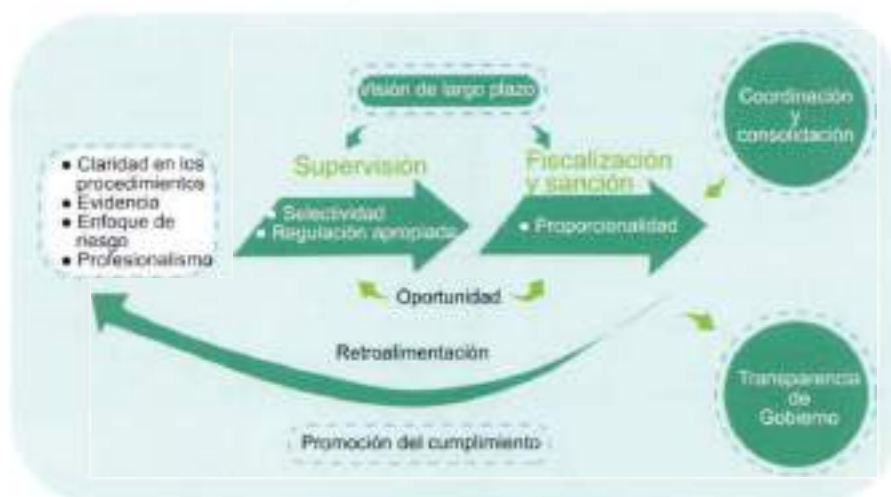 Visión de largo plazo
Coordinación
y
consolidación
● Claridad en los
procedimientos
● Evidencia
● Enfoque de
riesgo
● Profesionalismo
Supervisión
● Selectividad
● Regulación apropiada
Fiscalización
y sanción
● Proporcionalidad
Oportunidad
Retroalimentación
Transparencia
de
Gobierno
Promoción del cumplimiento